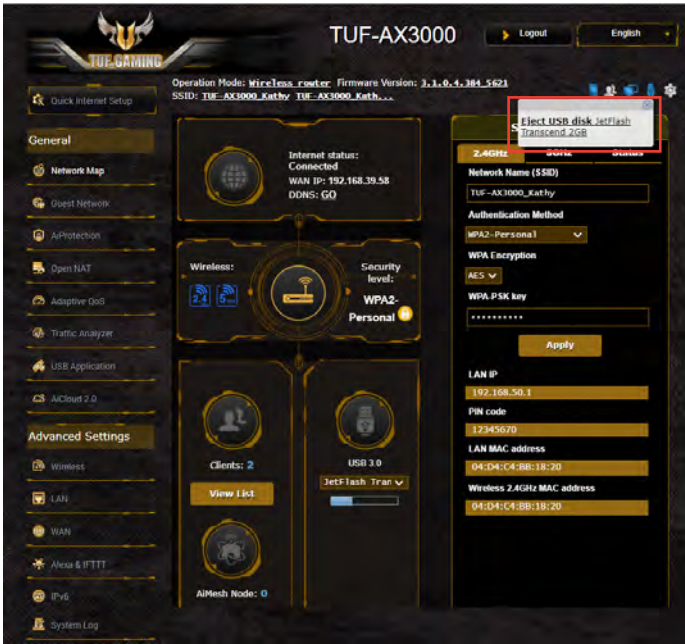 TUF GAMING
TUF-AX3000
Logout
English
Operation Mode: Wireless router Firmware Version: 3.1.0.4.384_5621
SSID: TUF-AX3000_Kathy TUF-AX3000_Kath...
Quick Internet Setup
General
Network Map
Guest Network
AiProtection
Open NAT
Adaptive QoS
Traffic Analyzer
USB Application
AiCloud 2.0
Advanced Settings
Wireless
LAN
WAN
Alexa & IFTTT
IPv6
System Log
Internet status:
Connected
WAN IP: 192.168.39.58
DDNS: GO
Wireless:
2.4
5
Security
level:
WPA2-
Personal
Clients: 2
View List
AiMesh Node: 0
USB 3.0
JetFlash Tran
Eject USB disk JetFlash
Transcend 2GB
S
2.4GHz
5GHz
Status
Network Name (SSID)
TUF-AX3000_Kathy
Authentication Method
WPA2-Personal
WPA Encryption
AES
WPA-PSK key
Apply
LAN IP
192.168.50.1
PIN code
12345670
LAN MAC address
04:D4:C4:BB:18:20
Wireless 2.4GHz MAC address
04:D4:C4:BB:18:20